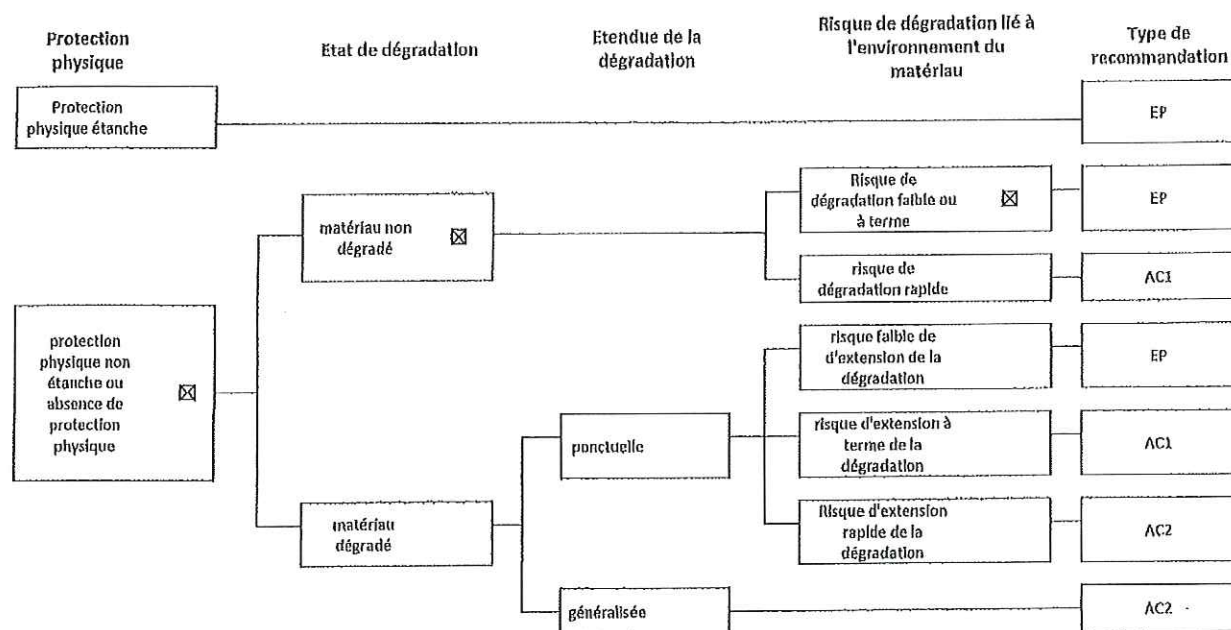 Protection
physique
Etat de dégradation
Etendue de la
dégradation
Risque de dégradation lié à
l'environnement du
matériau
Type de
recommandation
Protection
physique étanche
EP
matériau non
dégradé
Risque de
dégradation faible ou
à terme
EP
risque de
dégradation rapide
AC1
protection
physique non
étanche ou
absence de
protection
physique
risque faible de
d'extension de la
dégradation
EP
ponctuelle
risque d'extension à
terme de la
dégradation
AC1
matériau
dégradé
Risque d'extension
rapide de la
dégradation
AC2
généralisée
AC2